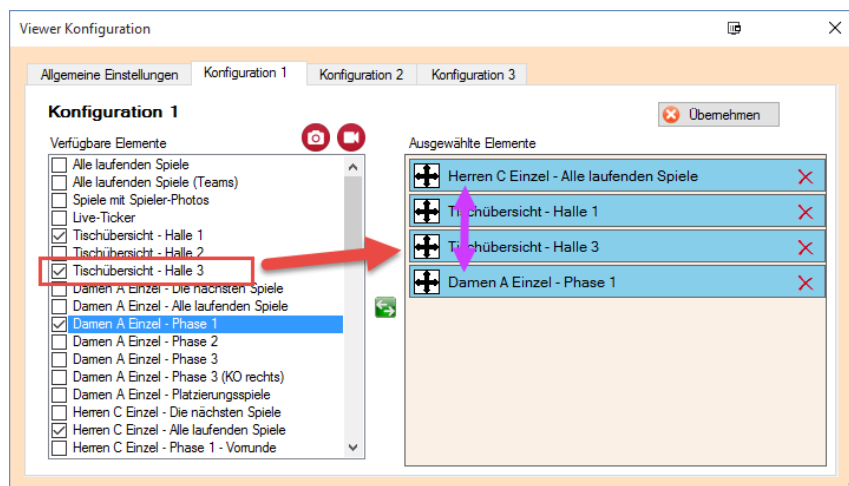 Viewer Konfiguration
Allgemeine Einstellungen Konfiguration 1 Konfiguration 2 Konfiguration 3
Konfiguration 1
Übernehmen
Verfügbare Elemente
Ausgewählte Elemente
Alle laufenden Spiele
Alle laufenden Spiele (Teams)
Spiele mit Spieler-Photos
Live-Ticker
Tischübersicht - Halle 1
Tischübersicht - Halle 2
Tischübersicht - Halle 3
Damen A Einzel - Die nächsten Spiele
Damen A Einzel - Alle laufenden Spiele
Damen A Einzel - Phase 1
Damen A Einzel - Phase 2
Damen A Einzel - Phase 3
Damen A Einzel - Phase 3 (KO rechts)
Damen A Einzel - Platzierungsspiele
Herren C Einzel - Die nächsten Spiele
Herren C Einzel - Alle laufenden Spiele
Herren C Einzel - Phase 1 - Vorrunde
Herren C Einzel - Alle laufenden Spiele
Tischübersicht - Halle 1
Tischübersicht - Halle 3
Damen A Einzel - Phase 1